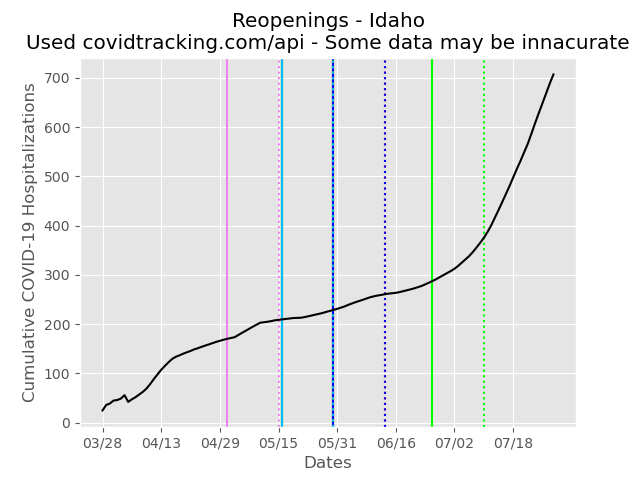 Reopenings - Idaho
Used covidtracking.com/api - Some data may be innacurate
Cumulative COVID-19 Hospitalizations
700
600
500
400
300
200
100
0
03/28 04/13 04/29 05/15 05/31 06/16 07/02 07/18
Dates